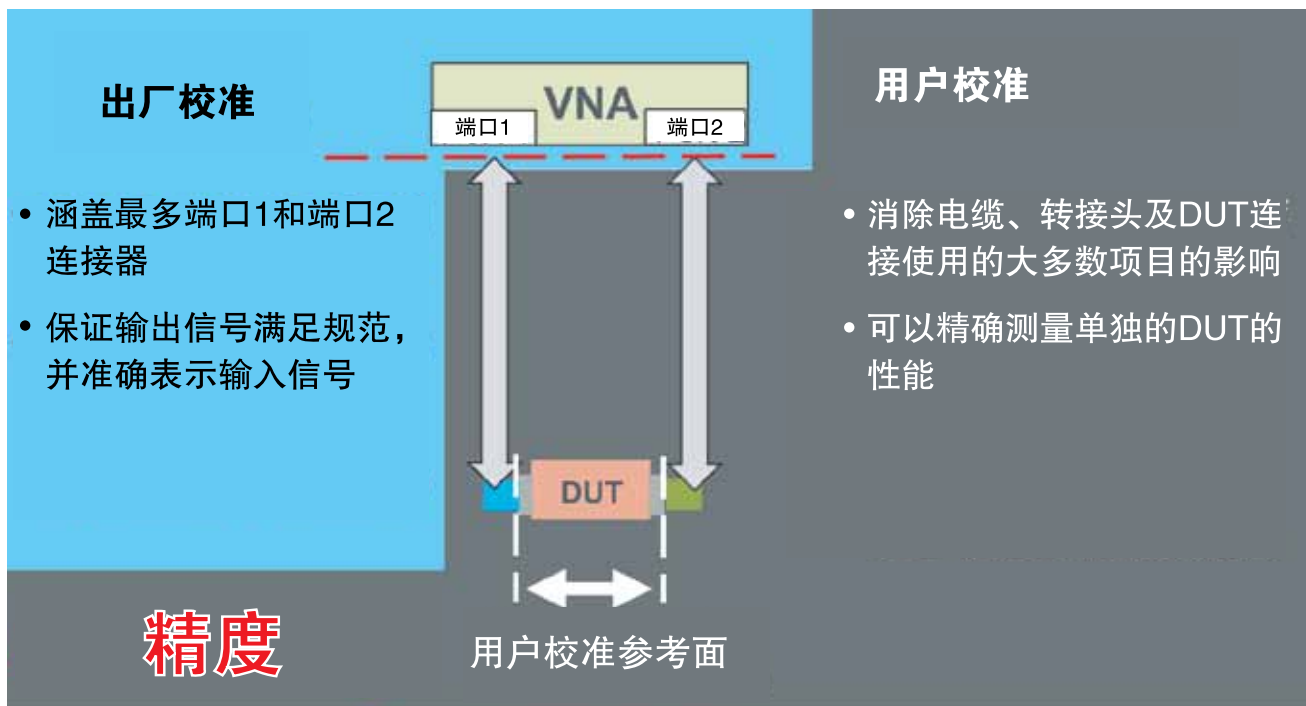 出厂校准
• 涵盖最多端口1和端口2
连接器
• 保证输出信号满足规范，
并准确表示输入信号
VNA
端口1
端口2
DUT
用户校准参考面
用户校准
• 消除电缆、转接头及DUT连
接使用的大多数项目的影响
• 可以精确测量单独的DUT的
性能
精度